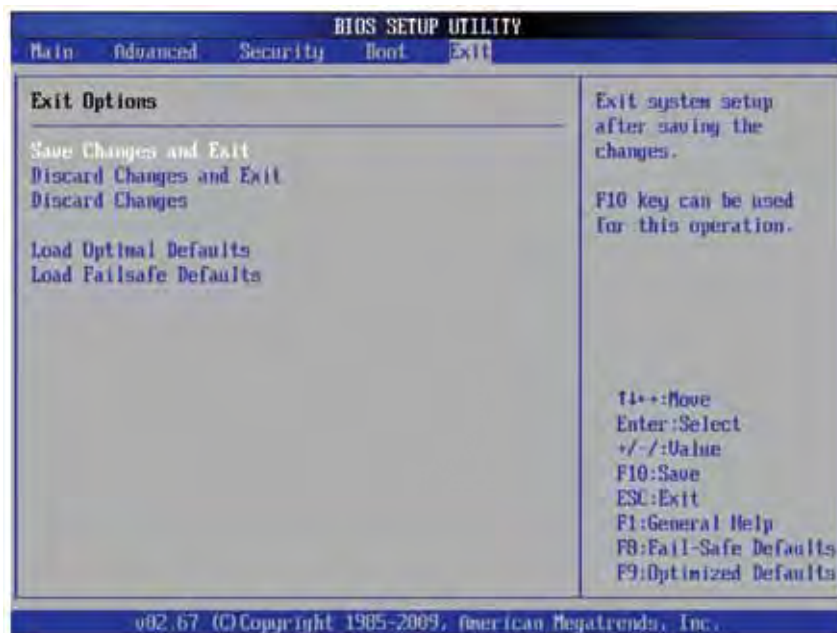 BIOS SETUP UTILITY
Main Advanced Security Boot Exit
Exit Options
Save Changes and Exit
Discard Changes and Exit
Discard Changes
Load Optimal Defaults
Load Failsafe Defaults
Exit system setup
after saving the
changes.
F10 key can be used
for this operation.
↑↓←→:Move
Enter:Select
+/-/:Value
F10:Save
ESC:Exit
F1:General Help
F8:Fail-Safe Defaults
F9:Optimized Defaults
v02.67 (C)Copyright 1985-2009, American Megatrends, Inc.